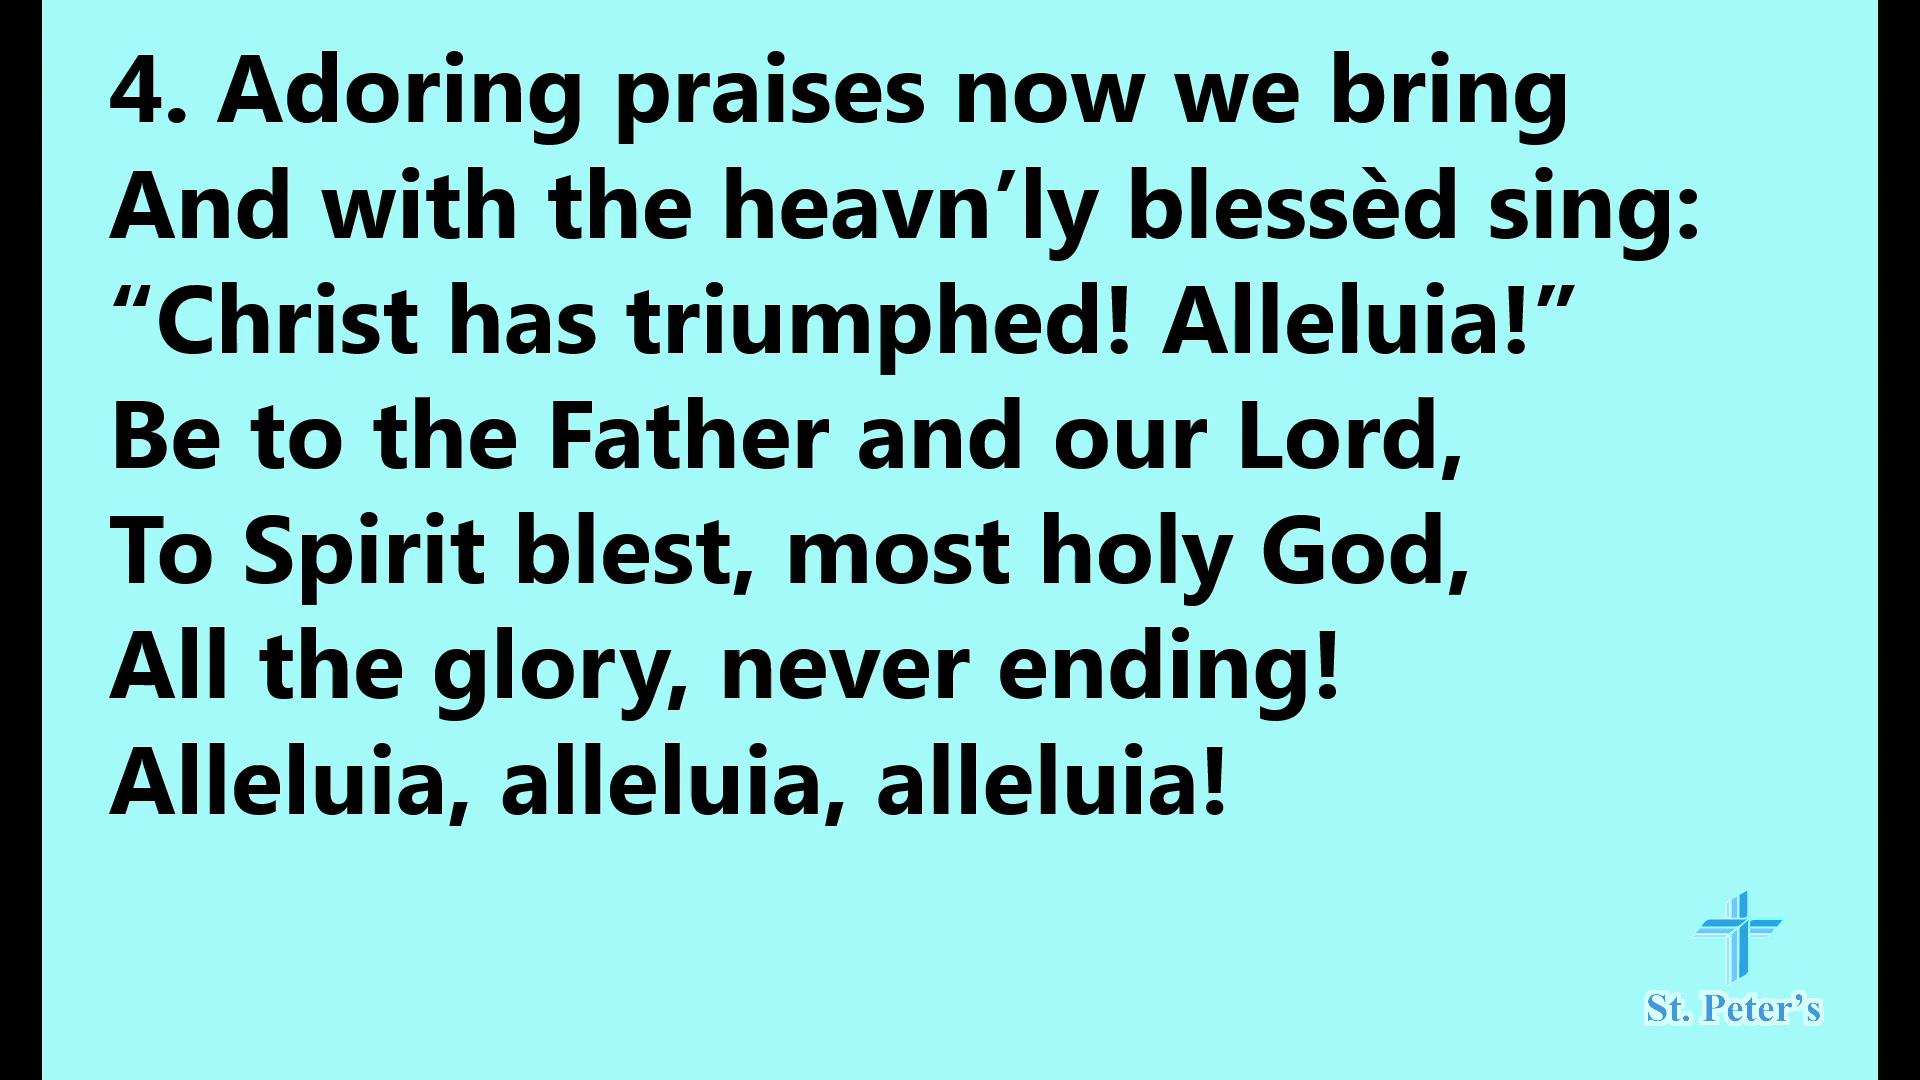 4. Adoring praises now we bring
And with the heavn’ly blessèd sing:
“Christ has triumphed! Alleluia!”
Be to the Father and our Lord,
To Spirit blest, most holy God,
All the glory, never ending!
Alleluia, alleluia, alleluia!
St. Peter’s